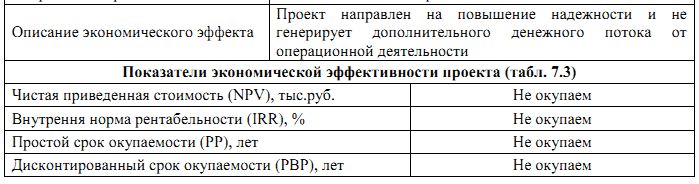 Описание экономического эффекта
Проект направлен на повышение надежности и не
генерирует дополнительного денежного потока от
операционной деятельности
Показатели экономической эффективности проекта (табл. 7.3)
Чистая приведенная стоимость (NPV), тыс.руб. Не окупаем
Внутрення норма рентабельности (IRR), % Не окупаем
Простой срок окупаемости (PP), лет Не окупаем
Дисконтированный срок окупаемости (PBP), лет Не окупаем